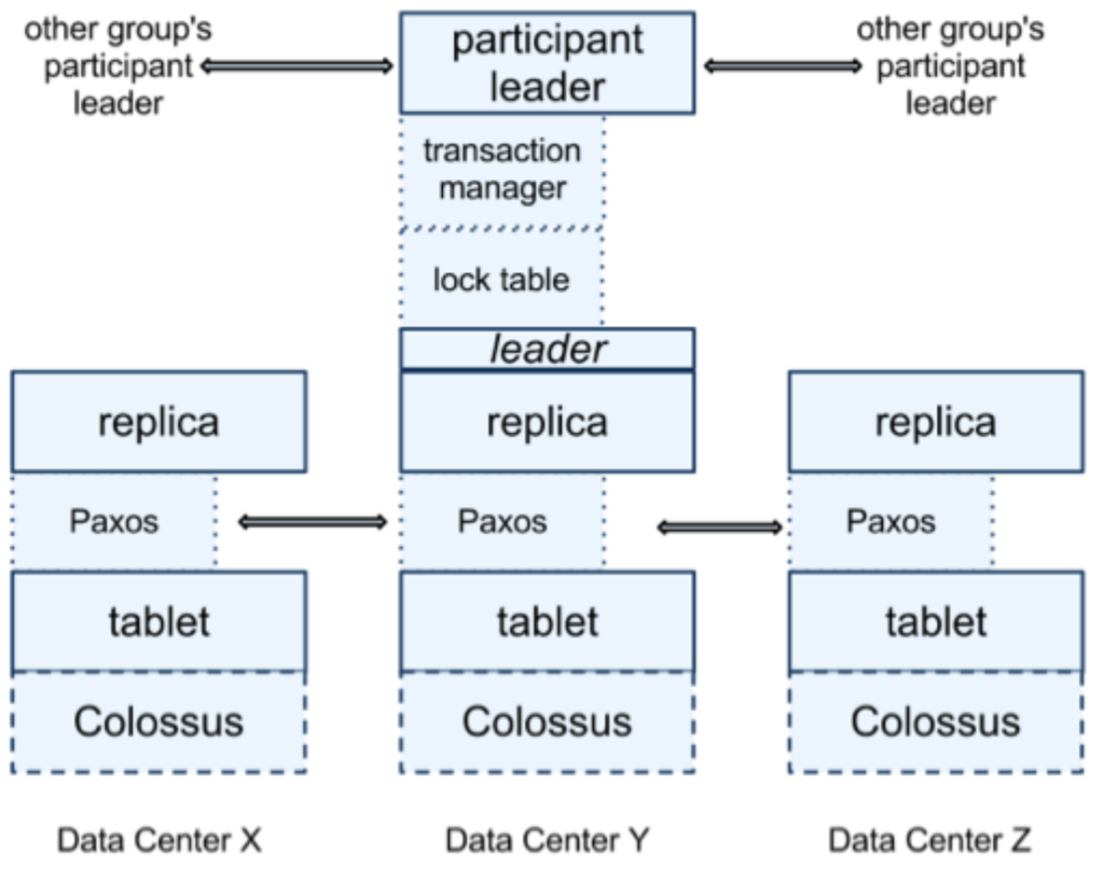 other group's
participant
leader
participant
leader
other group's
participant
leader
transaction
manager
lock table
leader
replica
replica
replica
Paxos
Paxos
Paxos
tablet
tablet
tablet
Colossus
Colossus
Colossus
Data Center X
Data Center Y
Data Center Z